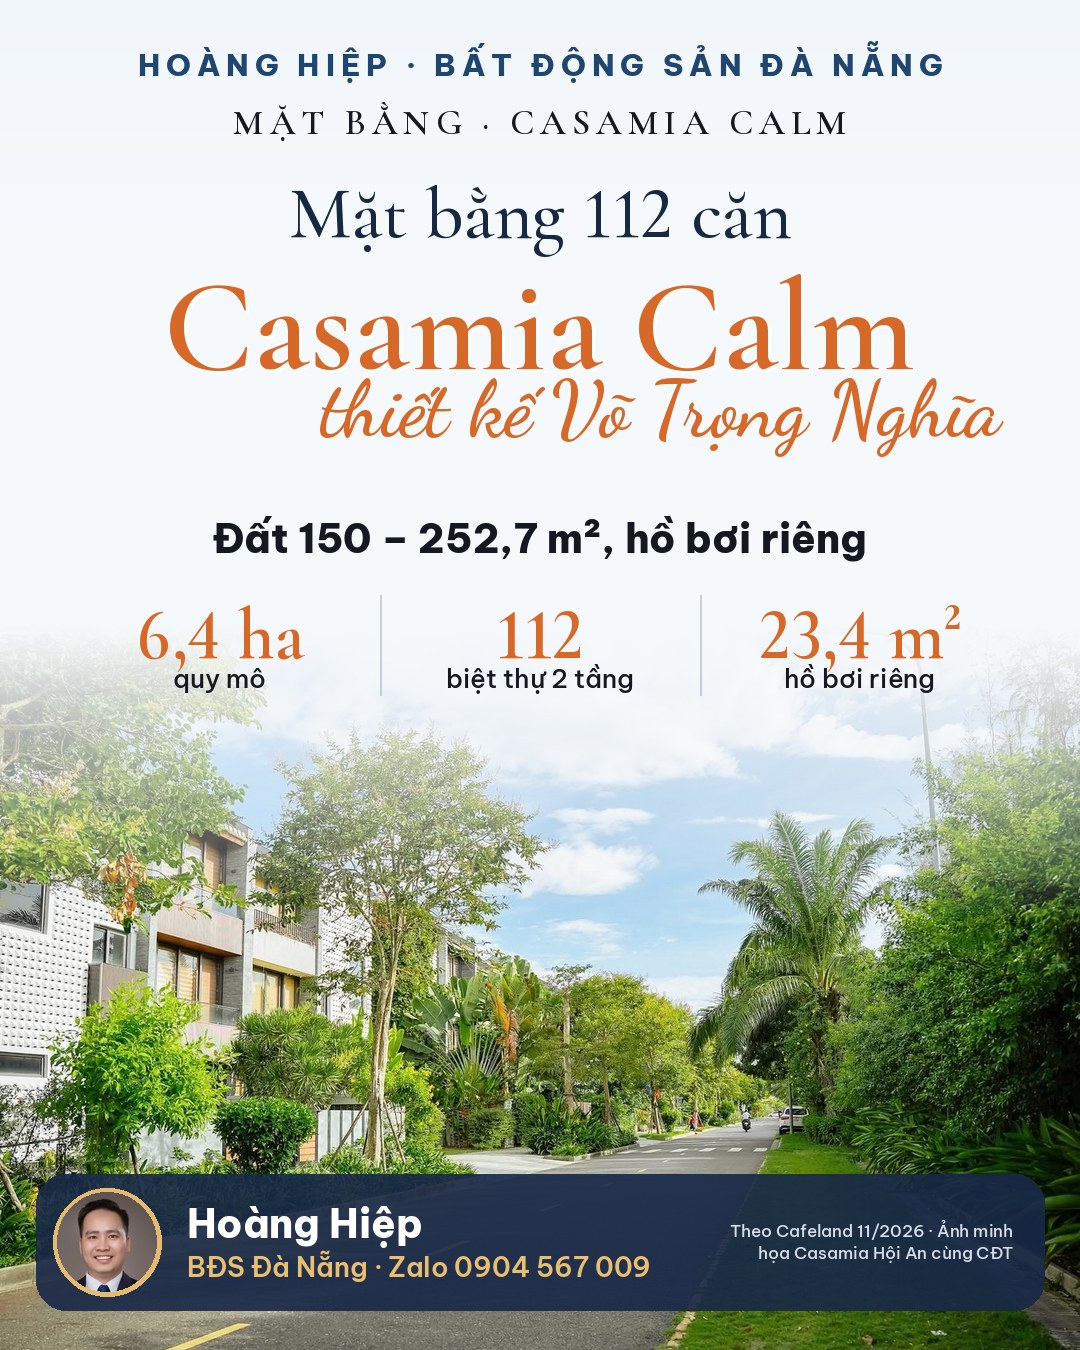 HOÀNG HIỆP · BẤT ĐỘNG SẢN ĐÀ NẴNG
MẶT BẰNG · CASAMIA CALM
Mặt bằng 112 căn
Casamia Calm
thiết kế Võ Trọng Nghĩa
Đất 150 – 252,7 m², hồ bơi riêng
6,4 ha
quy mô
112
biệt thự 2 tầng
23,4 m²
hồ bơi riêng
Hoàng Hiệp
BĐS Đà Nẵng · Zalo 0904 567 009
Theo Cafeland 11/2026 · Ảnh minh
họa Casamia Hội An cùng CĐT